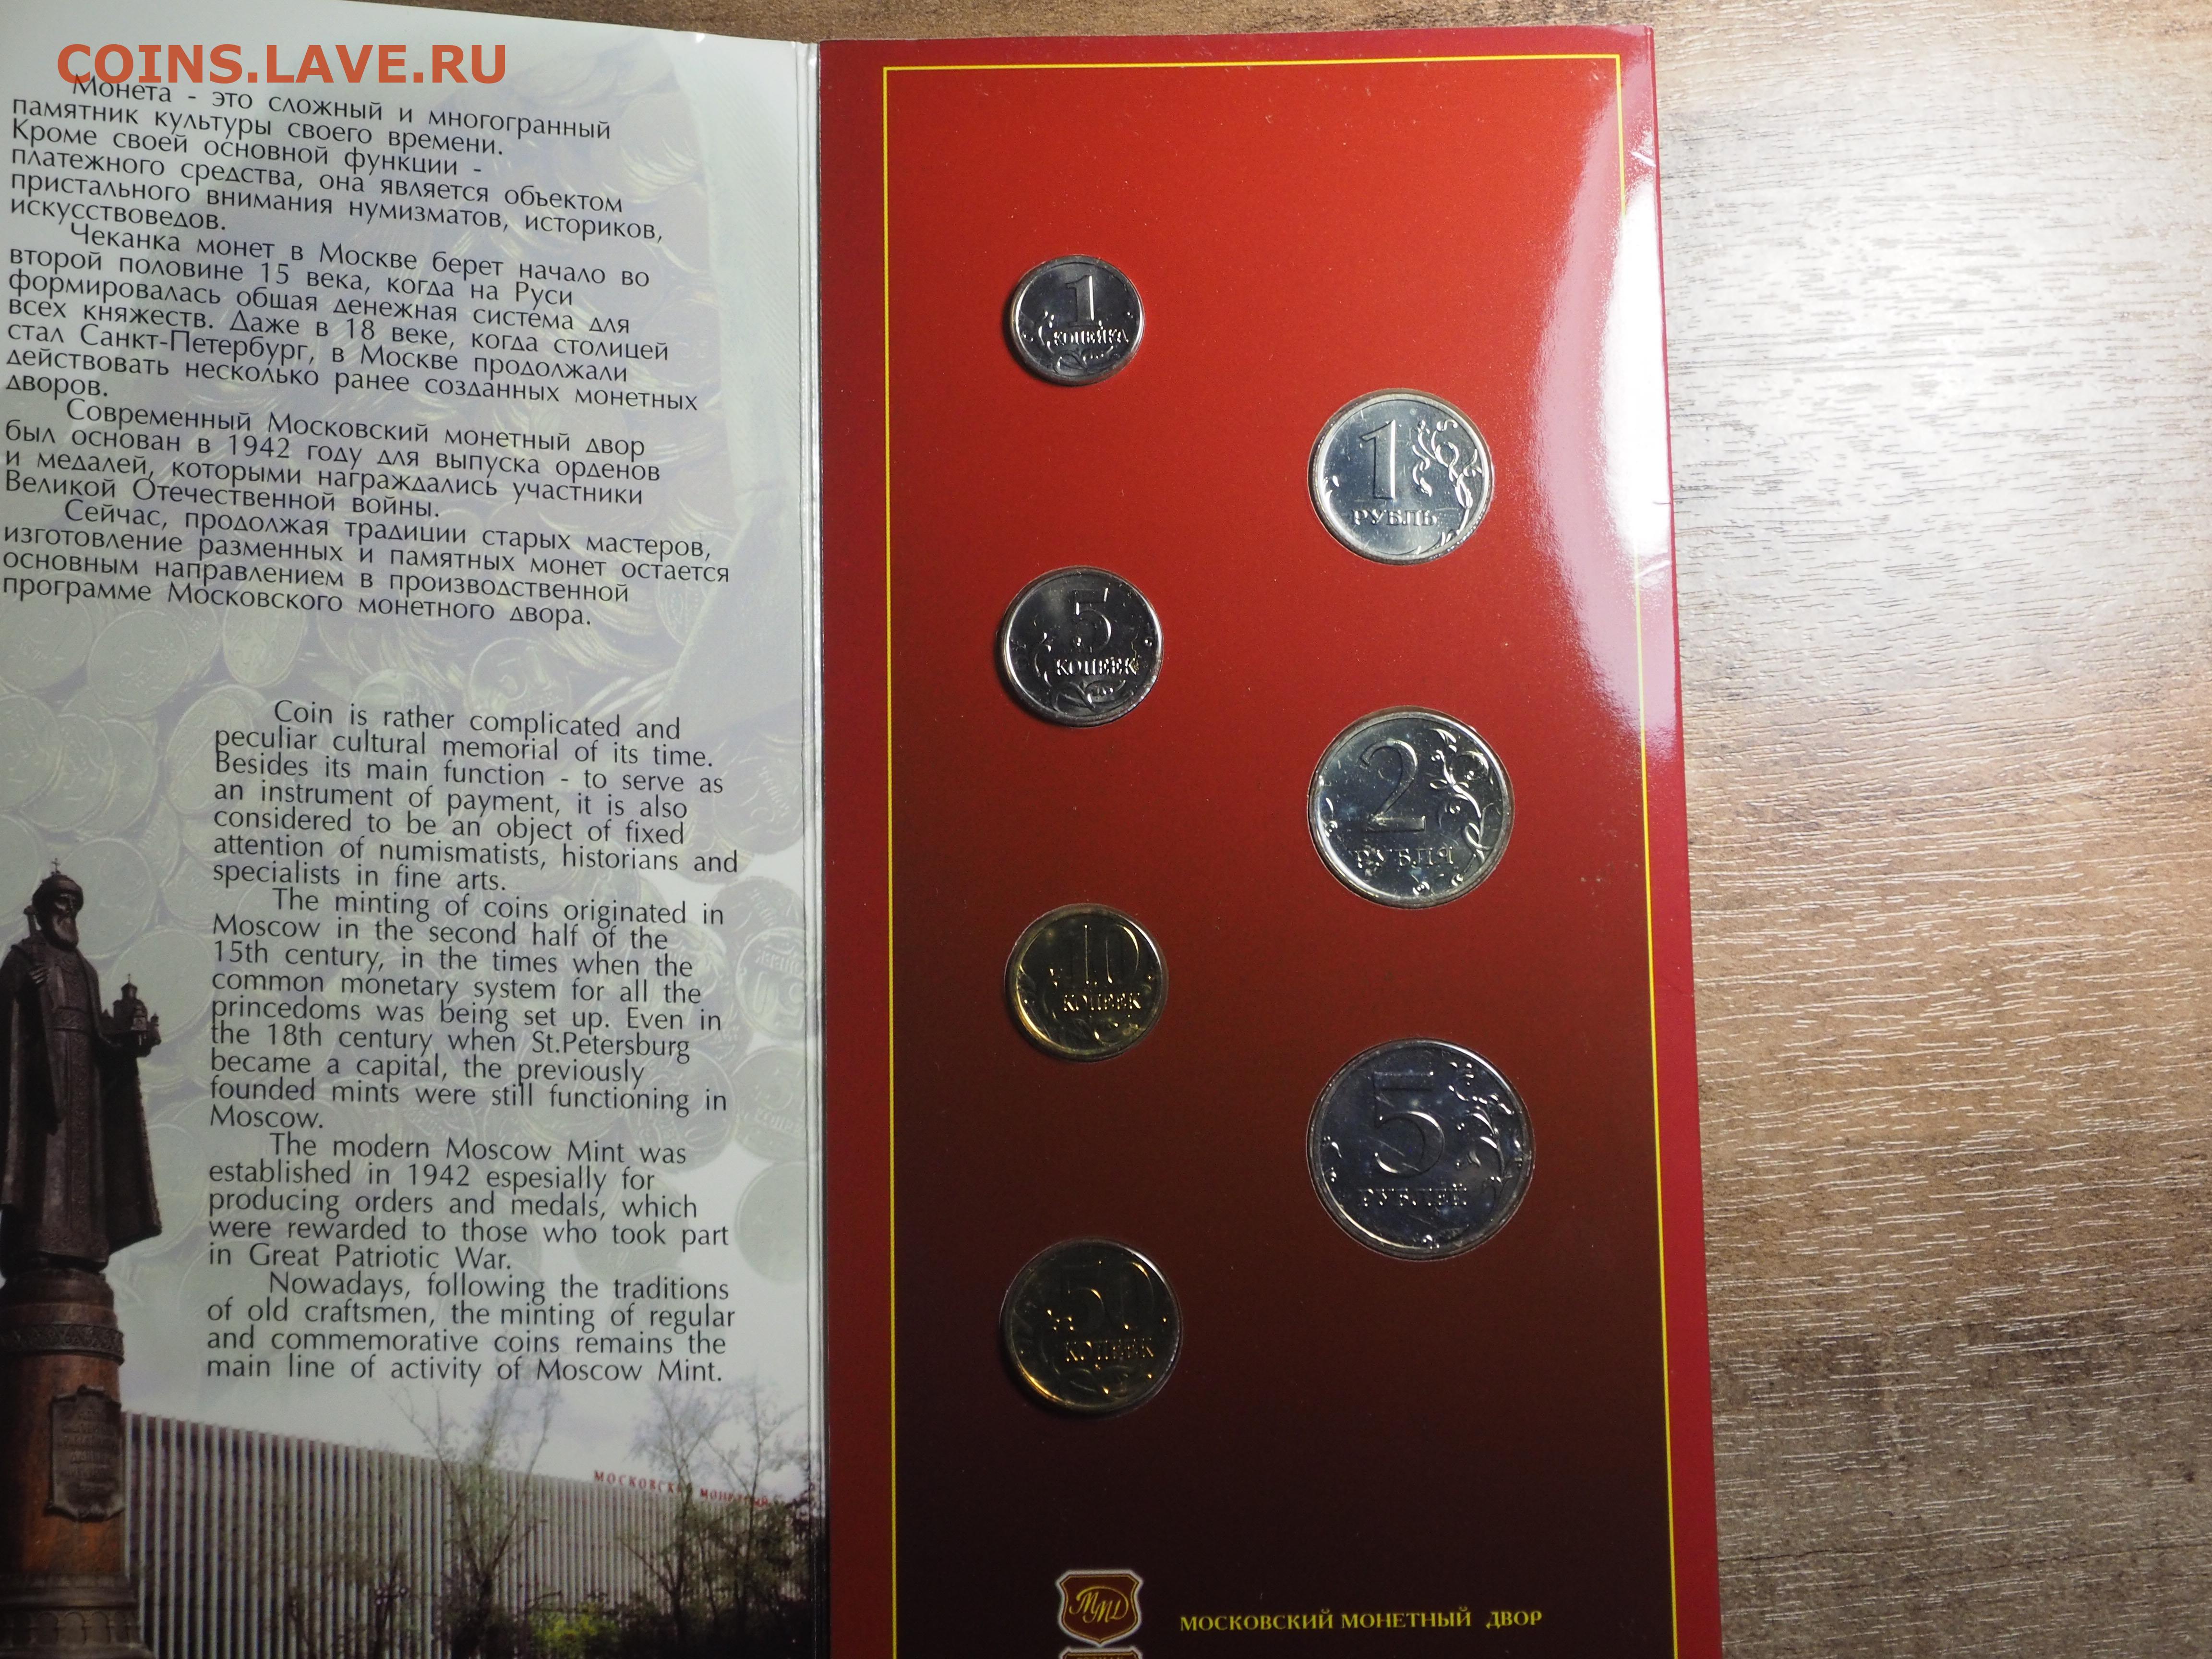 COINS.LAVE.RU
Монета - это сложный и многогранный
памятник культуры своего времени.
Кроме своей основной функции -
платежного средства, она является объектом
пристального внимания нумизматов, историков,
искусствоведов.
Чеканка монет в Москве берет начало во
второй половине 15 века, когда на Руси
формировалась общая денежная система для
всех княжеств. Даже в 18 веке, когда столицей
стал Санкт-Петербург, в Москве продолжали
действовать несколько ранее созданных монетных
дворов.
Современный Московский монетный двор
был основан в 1942 году для выпуска орденов
и медалей, которыми награждались участники
Великой Отечественной войны.
Сейчас, продолжая традиции старых мастеров,
изготовление разменных и памятных монет остается
основным направлением в производственной
программе Московского монетного двора.
Coin is rather complicated and
peculiar cultural memorial of its time.
Besides its main function - to serve as
an instrument of payment, it is also
considered to be an object of fixed
attention of numismatists, historians and
specialists in fine arts.
The minting of coins originated in
Moscow in the second half of the
15th century, in the times when the
common monetary system for all the
princedoms was being set up. Even in
the 18th century when St.Petersburg
became a capital, the previously
founded mints were still functioning in
Moscow.
The modern Moscow Mint was
established in 1942 espesially for
producing orders and medals, which
were rewarded to those who took part
in Great Patriotic War.
Nowadays, following the traditions
of old craftsmen, the minting of regular
and commemorative coins remains the
main line of activity of Moscow Mint.
МОСКОВСКИЙ МОНЕТНЫЙ
1
КОПЕЙКА
1
РУБЛЬ
5
КОПЕЕК
2
РУБЛЯ
10
КОПЕЕК
5
РУБЛЕЙ
50
КОПЕЕК
ММД
МОСКОВСКИЙ МОНЕТНЫЙ ДВОР